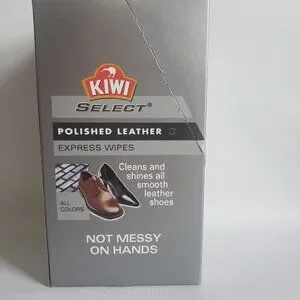 KIWI
SELECT®
POLISHED LEATHER
EXPRESS WIPES
Cleans and
shines all
smooth
leather
shoes
ALL
COLORS
NOT MESSY
ON HANDS